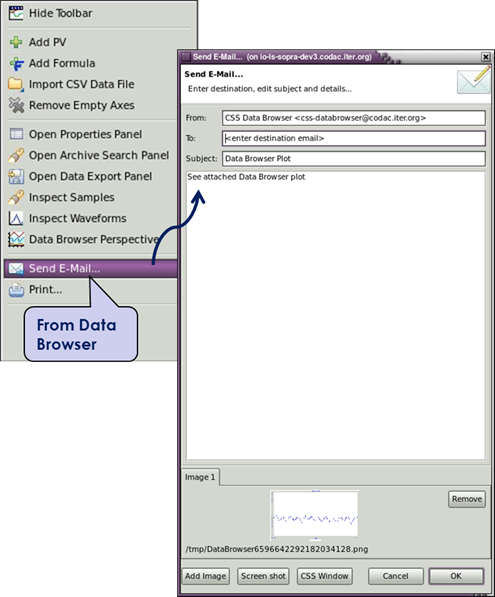 Hide Toolbar
Add PV
Add Formula
Import CSV Data File
Remove Empty Axes
Open Properties Panel
Open Archive Search Panel
Open Data Export Panel
Inspect Samples
Inspect Waveforms
Data Browser Perspective
Send E-Mail...
Print...
From Data
Browser
Send E-Mail... (on io-ls-sopra-dev3.codac.iter.org)
Send E-Mail...
Enter destination, edit subject and details...
From: CSS Data Browser <css-databrowser@codac.iter.org>
To: <enter destination email>
Subject: Data Browser Plot
See attached Data Browser plot
Image 1
Remove
/tmp/DataBrowser6596642292182034128.png
Add Image Screen shot CSS Window Cancel OK